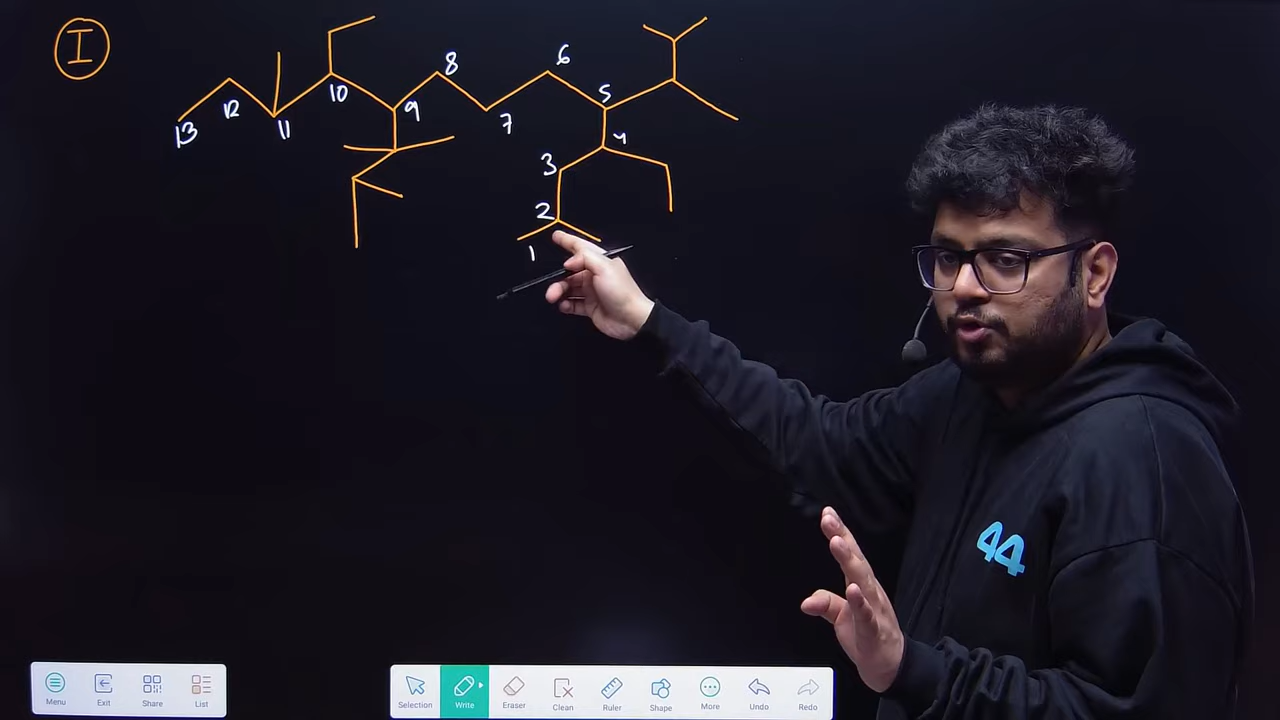 I
13 12 11 10 9 8 7 6 5
4
3
2
1
44
Menu Exit Share List
Selection Write Eraser Clean Ruler Shape More Undo Redo